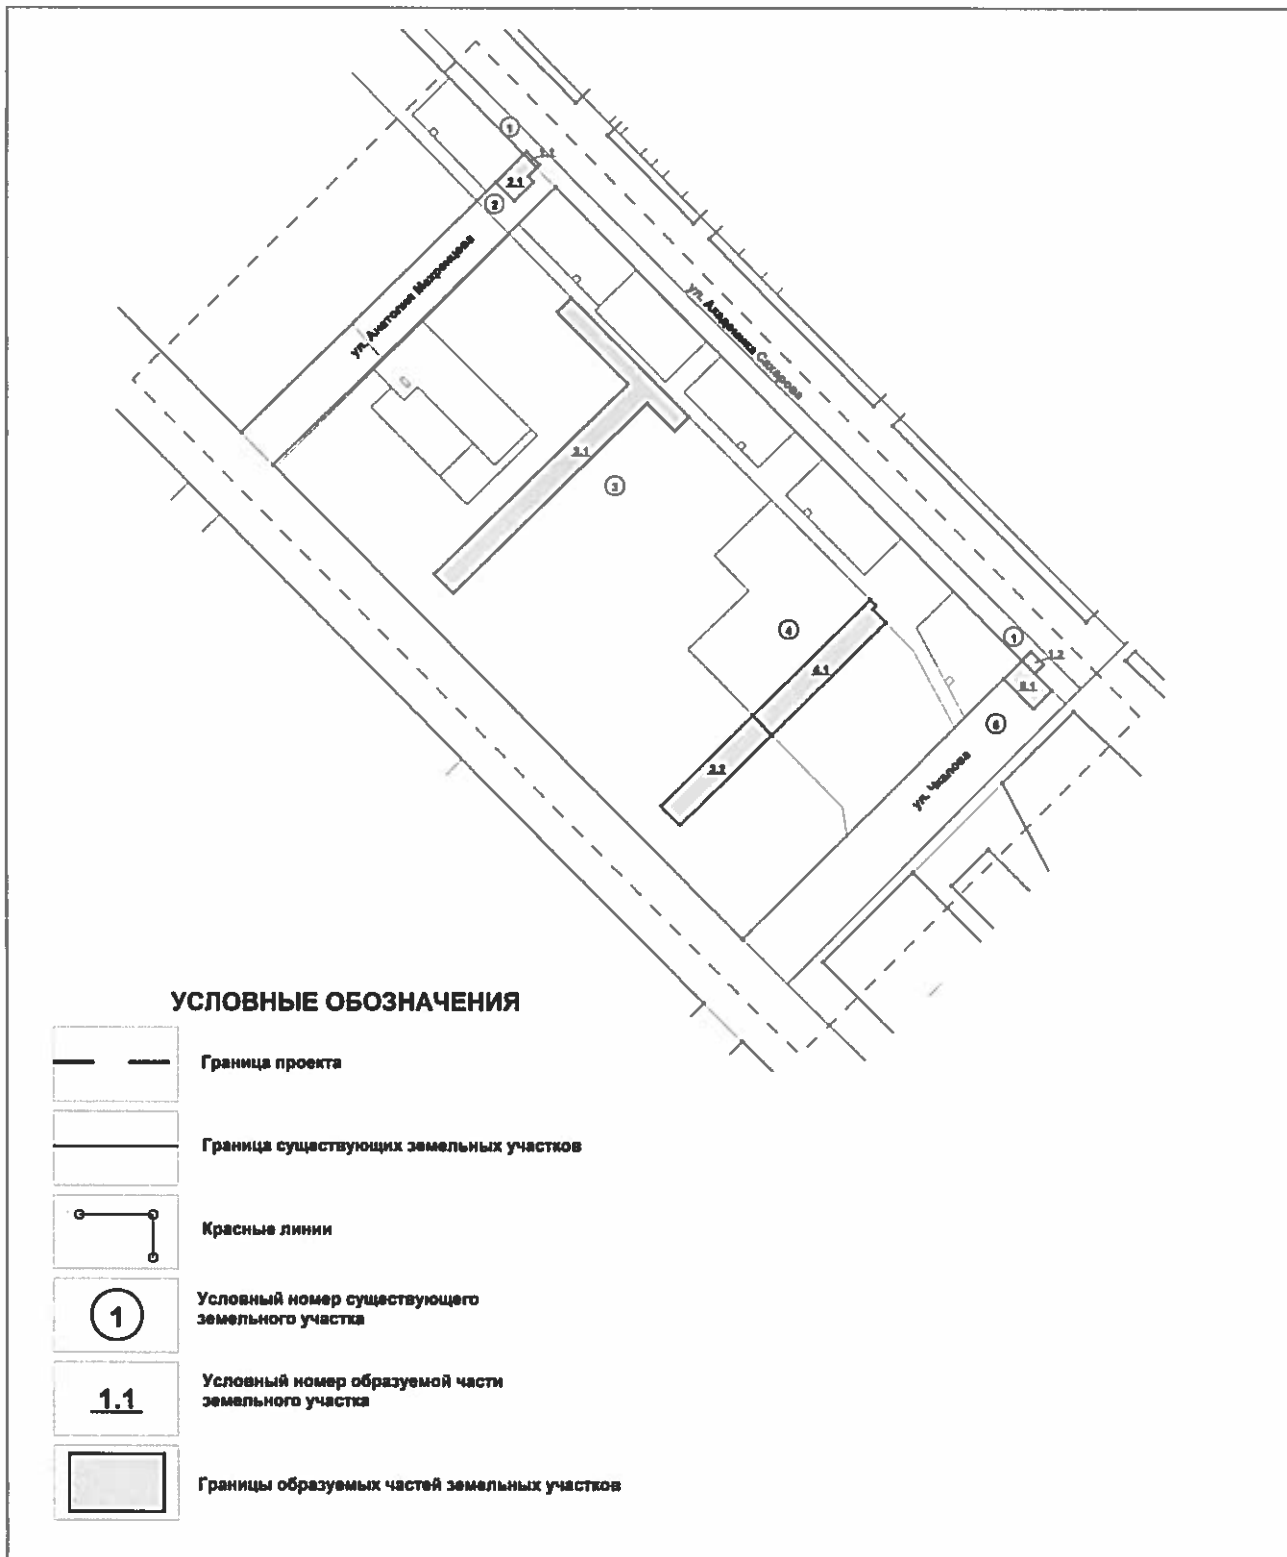 1
1.1
2.1
2
ул. Анатолия Мехренцева
ул. Академика Сахарова
3.1
3
4
4.1
3.2
1
1.2
5.1
5
ул. Чкалова
УСЛОВНЫЕ ОБОЗНАЧЕНИЯ
Граница проекта
Граница существующих земельных участков
Красные линии
1
Условный номер существующего
земельного участка
1.1
Условный номер образуемой части
земельного участка
Границы образуемых частей земельных участков